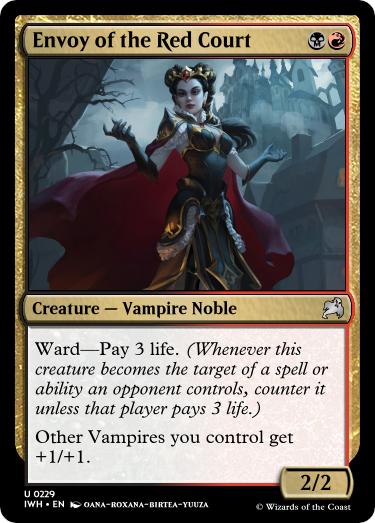 Envoy of the Red Court
Creature — Vampire Noble
Ward—Pay 3 life. (Whenever this
creature becomes the target of a spell or
ability an opponent controls, counter it
unless that player pays 3 life.)
Other Vampires you control get
+1/+1.
2/2
U 0229
IWH • EN OANA-ROXANA-BIRTEA-YUUZA
© Wizards of the Coast